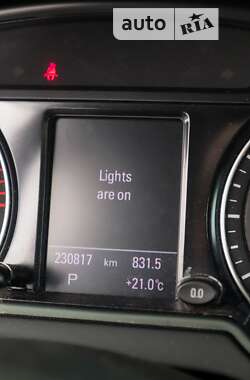 auto RIA
Lights
are on
230817 km 831.5
P +21.0°c
0.0